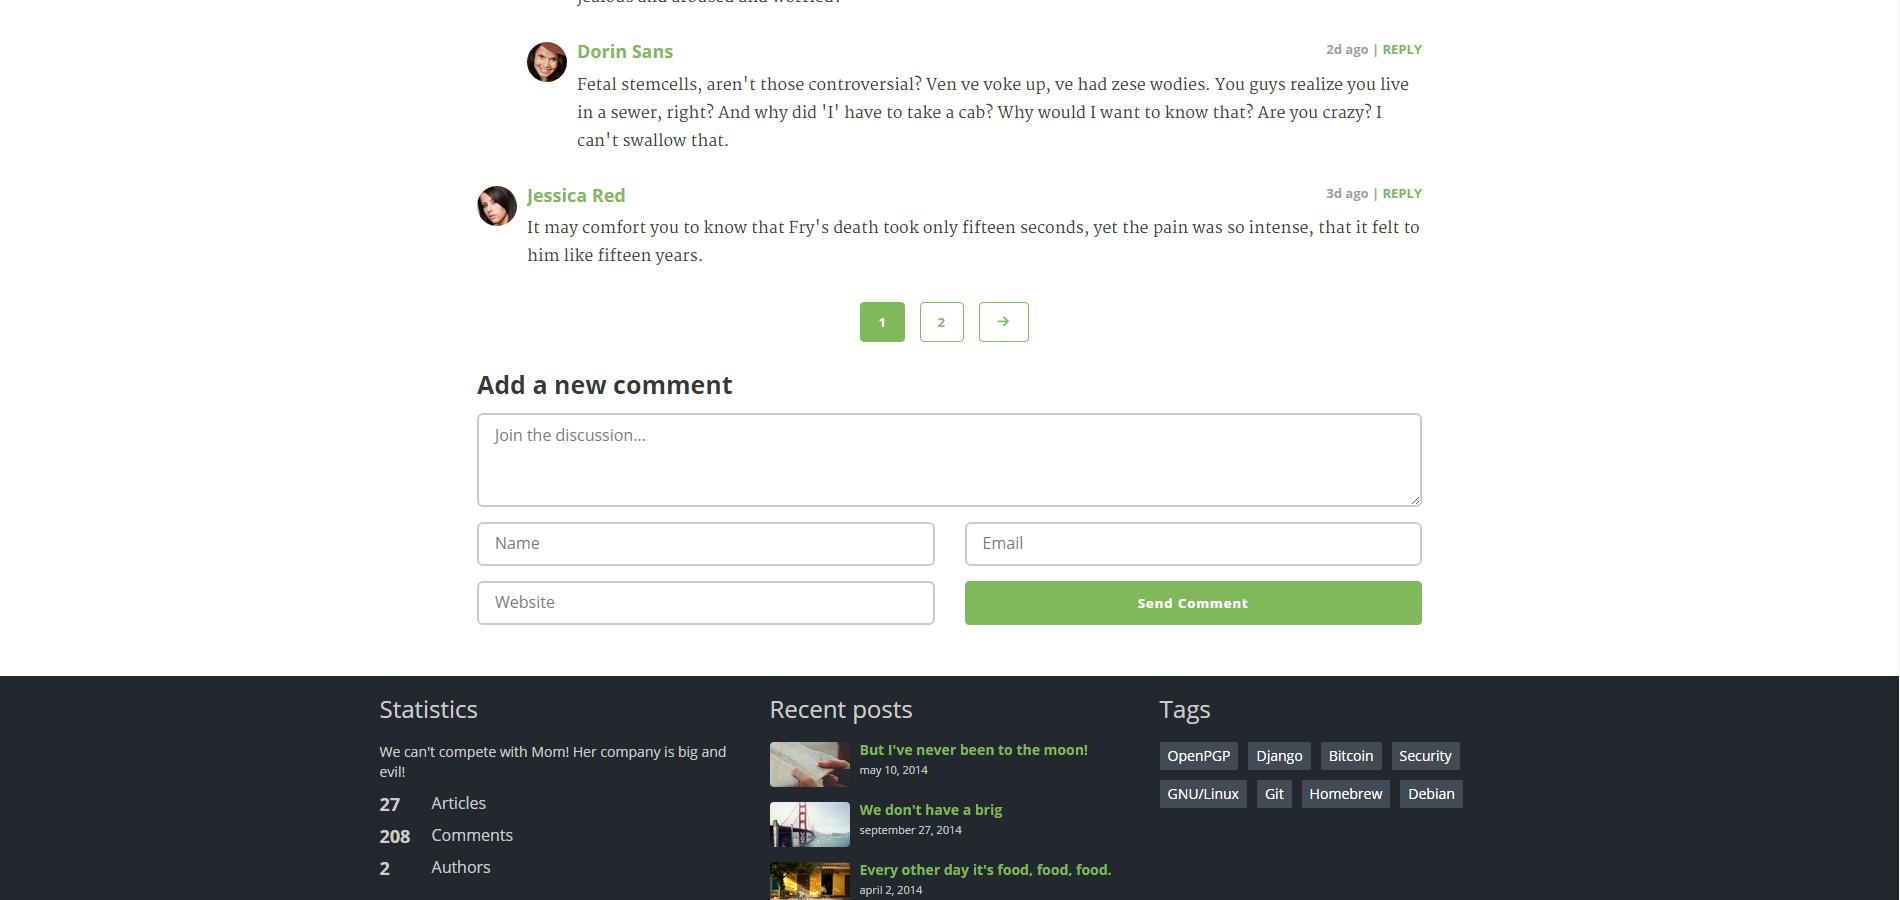 jealous and aroused and worried?
Dorin Sans
2d ago | REPLY
Fetal stemcells, aren't those controversial? Ven ve voke up, ve had zese wodies. You guys realize you live
in a sewer, right? And why did 'I' have to take a cab? Why would I want to know that? Are you crazy? I
can't swallow that.
Jessica Red
3d ago | REPLY
It may comfort you to know that Fry's death took only fifteen seconds, yet the pain was so intense, that it felt to
him like fifteen years.
1 2 →
Add a new comment
Join the discussion...
Name
Email
Website
Send Comment
Statistics
We can't compete with Mom! Her company is big and
evil!
27 Articles
208 Comments
2 Authors
Recent posts
But I've never been to the moon!
may 10, 2014
We don't have a brig
september 27, 2014
Every other day it's food, food, food.
april 2, 2014
Tags
OpenPGP Django Bitcoin Security
GNU/Linux Git Homebrew Debian